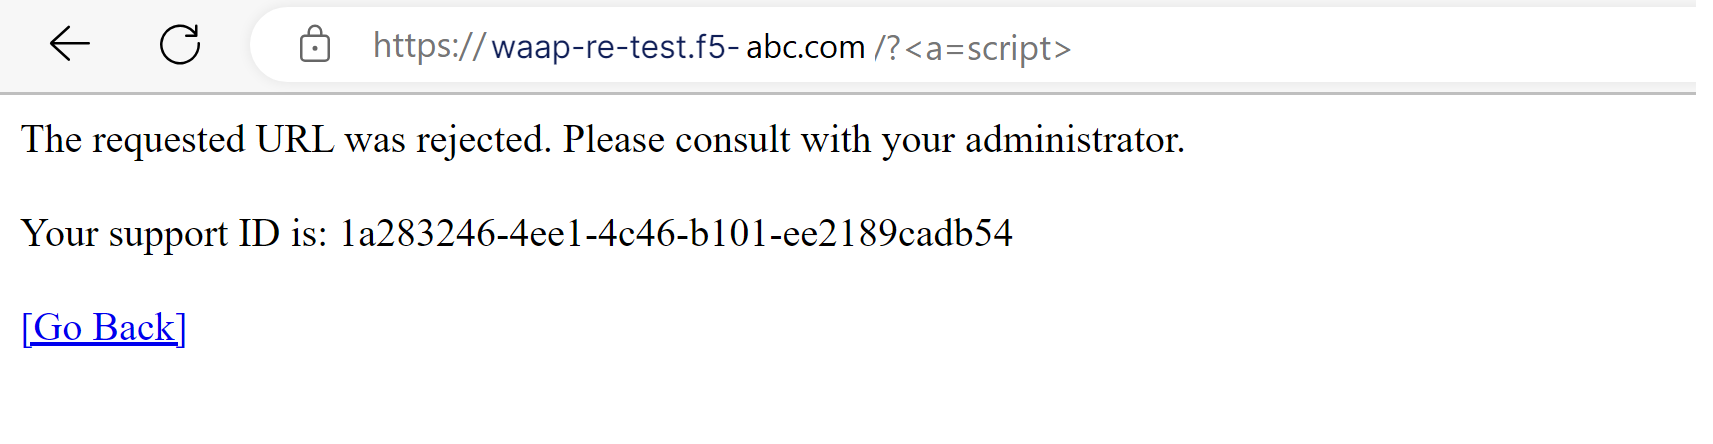 https:// waap-re-test.f5- abc.com /?<a=script>
The requested URL was rejected. Please consult with your administrator.
Your support ID is: 1a283246-4ee1-4c46-b101-ee2189cadb54
[Go Back]